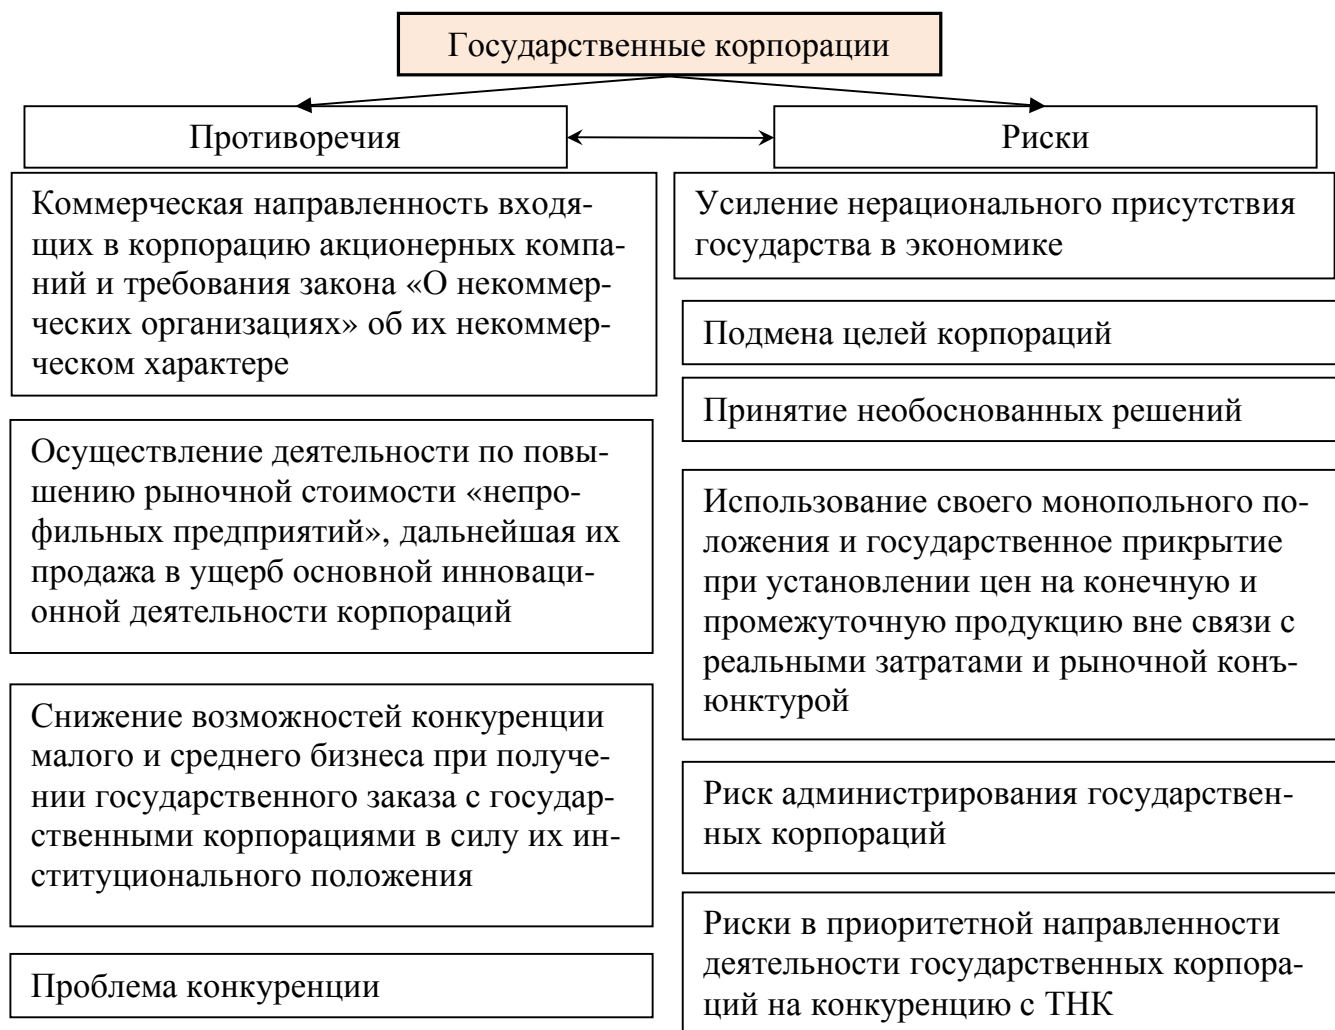 Государственные корпорации
Противоречия
Риски
Коммерческая направленность входя-
щих в корпорацию акционерных компа-
ний и требования закона «О некоммер-
ческих организациях» об их некоммер-
ческом характере
Осуществление деятельности по повы-
шению рыночной стоимости «непро-
фильных предприятий», дальнейшая их
продажа в ущерб основной инноваци-
онной деятельности корпораций
Снижение возможностей конкуренции
малого и среднего бизнеса при получе-
нии государственного заказа с государ-
ственными корпорациями в силу их ин-
ституционального положения
Проблема конкуренции
Усиление нерационального присутствия
государства в экономике
Подмена целей корпораций
Принятие необоснованных решений
Использование своего монопольного по-
ложения и государственное прикрытие
при установлении цен на конечную и
промежуточную продукцию вне связи с
реальными затратами и рыночной конъ-
юнктурой
Риск администрирования государствен-
ных корпораций
Риски в приоритетной направленности
деятельности государственных корпора-
ций на конкуренцию с ТНК